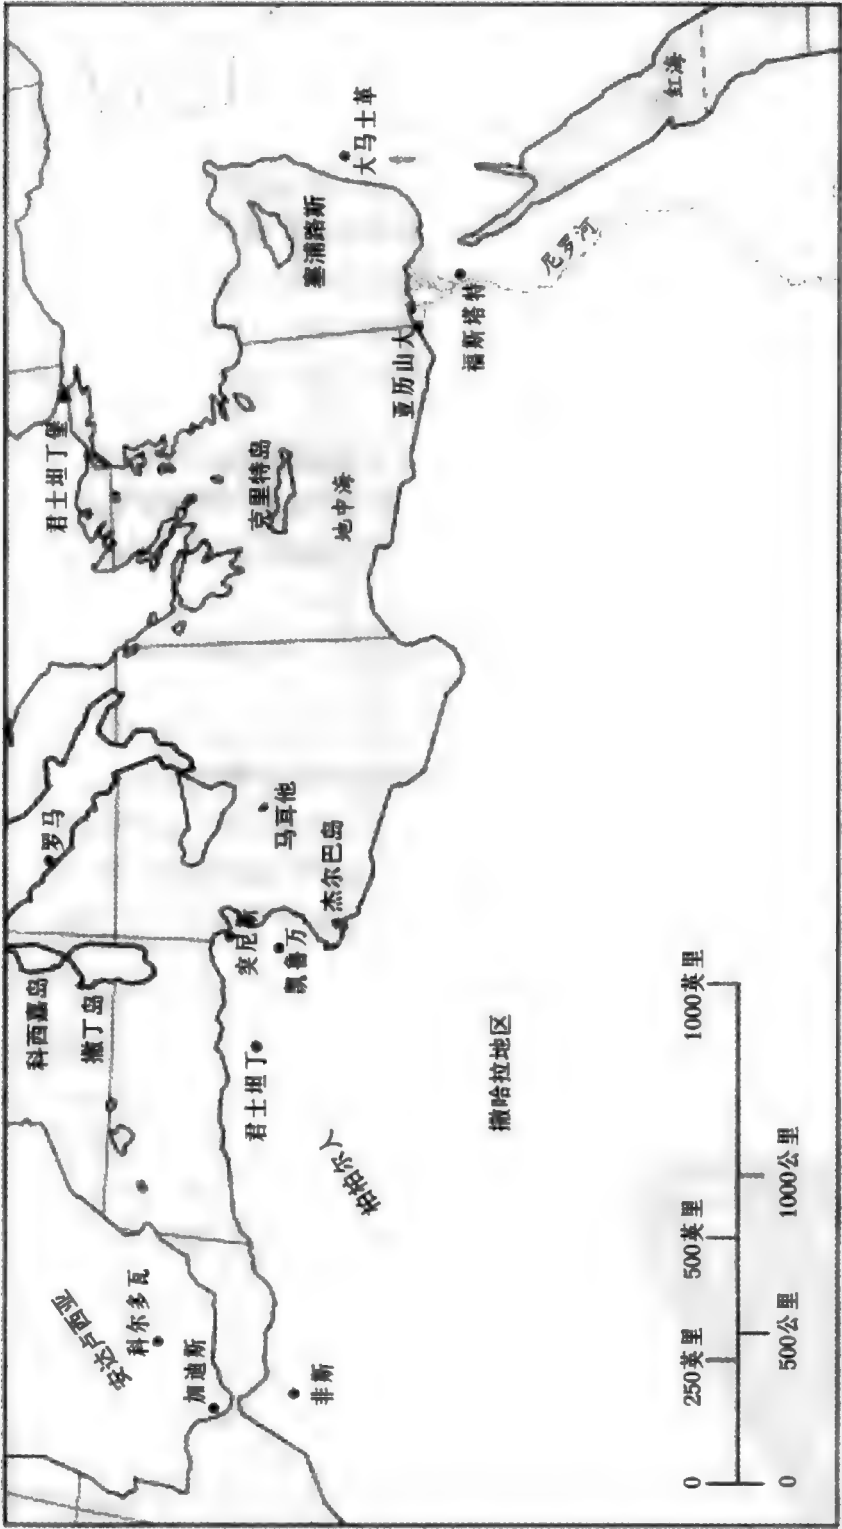 安达卢西亚
科尔多瓦
加迪斯
非斯
科西嘉岛
撒丁岛
君士坦丁
柏柏尔人
撒哈拉地区
罗马
突尼斯
凯鲁万
马耳他
杰尔巴岛
君士坦丁堡
克里特岛
地中海
塞浦路斯
大马士革
亚历山大
福斯塔特
尼罗河
红海
0 250英里 500英里 1000英里
0 500公里 1000公里